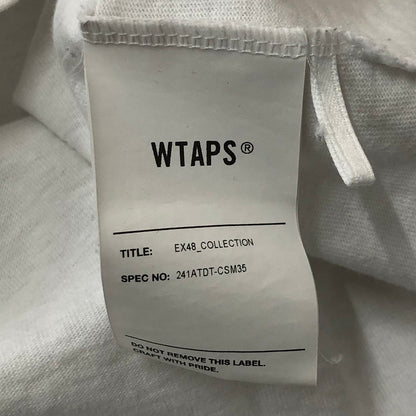 WTAPS®
TITLE: EX48_COLLECTION
SPEC NO: 241ATDT-CSM35
DO NOT REMOVE THIS LABEL.
CRAFT WITH PRIDE.